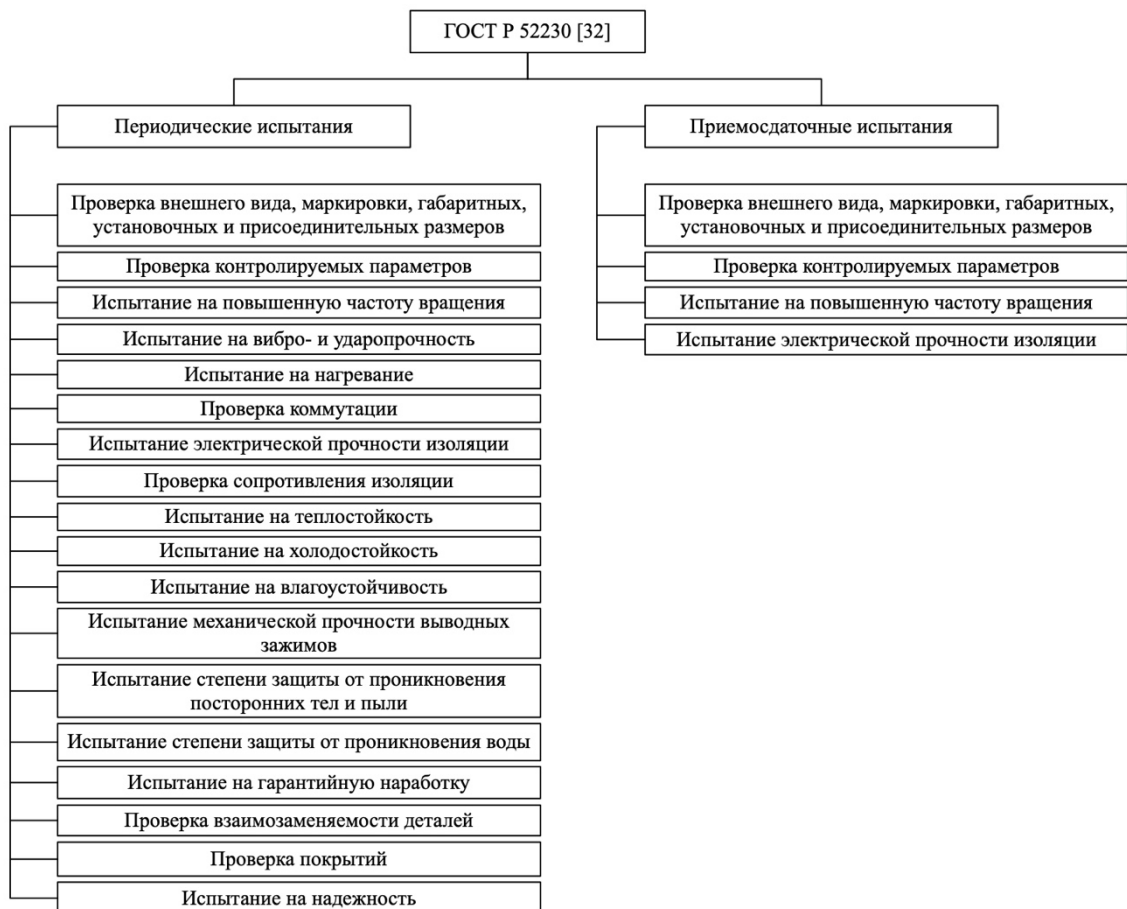 ГОСТ Р 52230 [32]
Периодические испытания
Проверка внешнего вида, маркировки, габаритных,
установочных и присоединительных размеров
Проверка контролируемых параметров
Испытание на повышенную частоту вращения
Испытание на вибро- и ударопрочность
Испытание на нагревание
Проверка коммутации
Испытание электрической прочности изоляции
Проверка сопротивления изоляции
Испытание на теплостойкость
Испытание на холодостойкость
Испытание на влагоустойчивость
Испытание механической прочности выводных
зажимов
Испытание степени защиты от проникновения
посторонних тел и пыли
Испытание степени защиты от проникновения воды
Испытание на гарантийную наработку
Проверка взаимозаменяемости деталей
Проверка покрытий
Испытание на надежность
Приемосдаточные испытания
Проверка внешнего вида, маркировки, габаритных,
установочных и присоединительных размеров
Проверка контролируемых параметров
Испытание на повышенную частоту вращения
Испытание электрической прочности изоляции